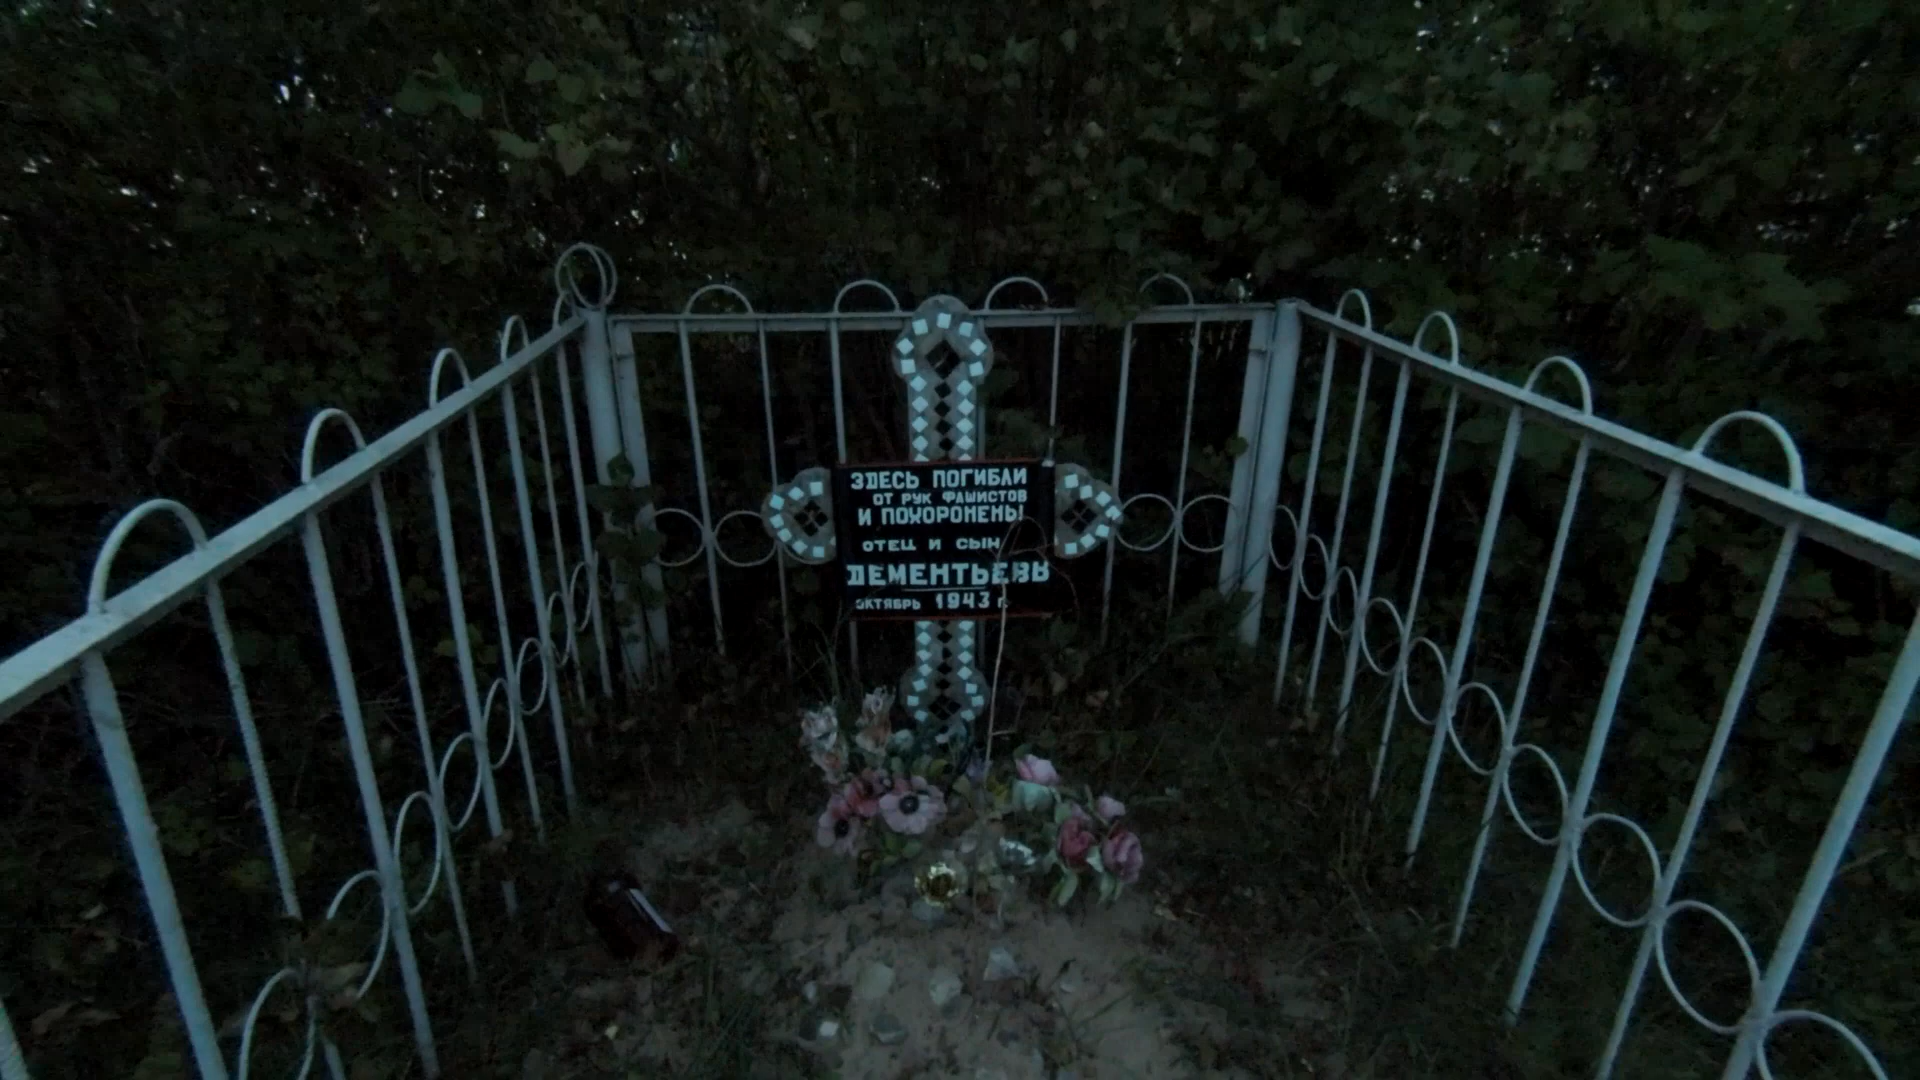 ЗДЕСЬ ПОГИБЛИ
ОТ РУК ФАШИСТОВ
И ПОХОРОНЕНЫ
ОТЕЦ И СЫН
ДЕМЕНТЬЕВЫ
ОКТЯБРЬ 1943 г.